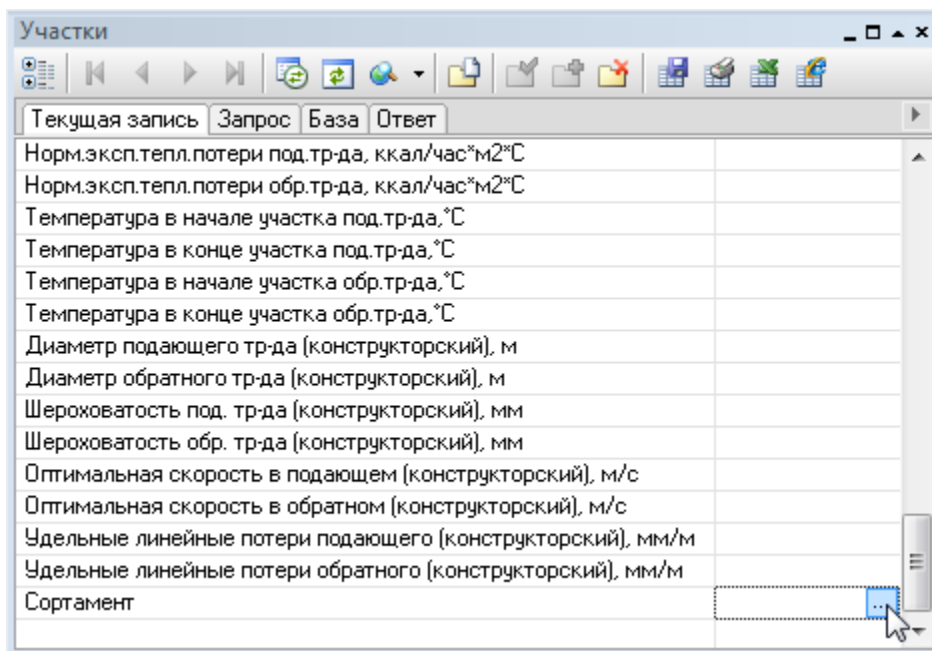 Участки
Текущая запись Запрос База Ответ
Норм.эксп.тепл.потери под.тр-да, ккал/час*м2*°C
Норм.эксп.тепл.потери обр.тр-да, ккал/час*м2*°C
Температура в начале участка под.тр-да,°C
Температура в конце участка под.тр-да,°C
Температура в начале участка обр.тр-да,°C
Температура в конце участка обр.тр-да,°C
Диаметр подающего тр-да (конструкторский), м
Диаметр обратного тр-да (конструкторский), м
Шероховатость под. тр-да (конструкторский), мм
Шероховатость обр. тр-да (конструкторский), мм
Оптимальная скорость в подающем (конструкторский), м/с
Оптимальная скорость в обратном (конструкторский), м/с
Удельные линейные потери подающего (конструкторский), мм/м
Удельные линейные потери обратного (конструкторский), мм/м
Сортамент ...